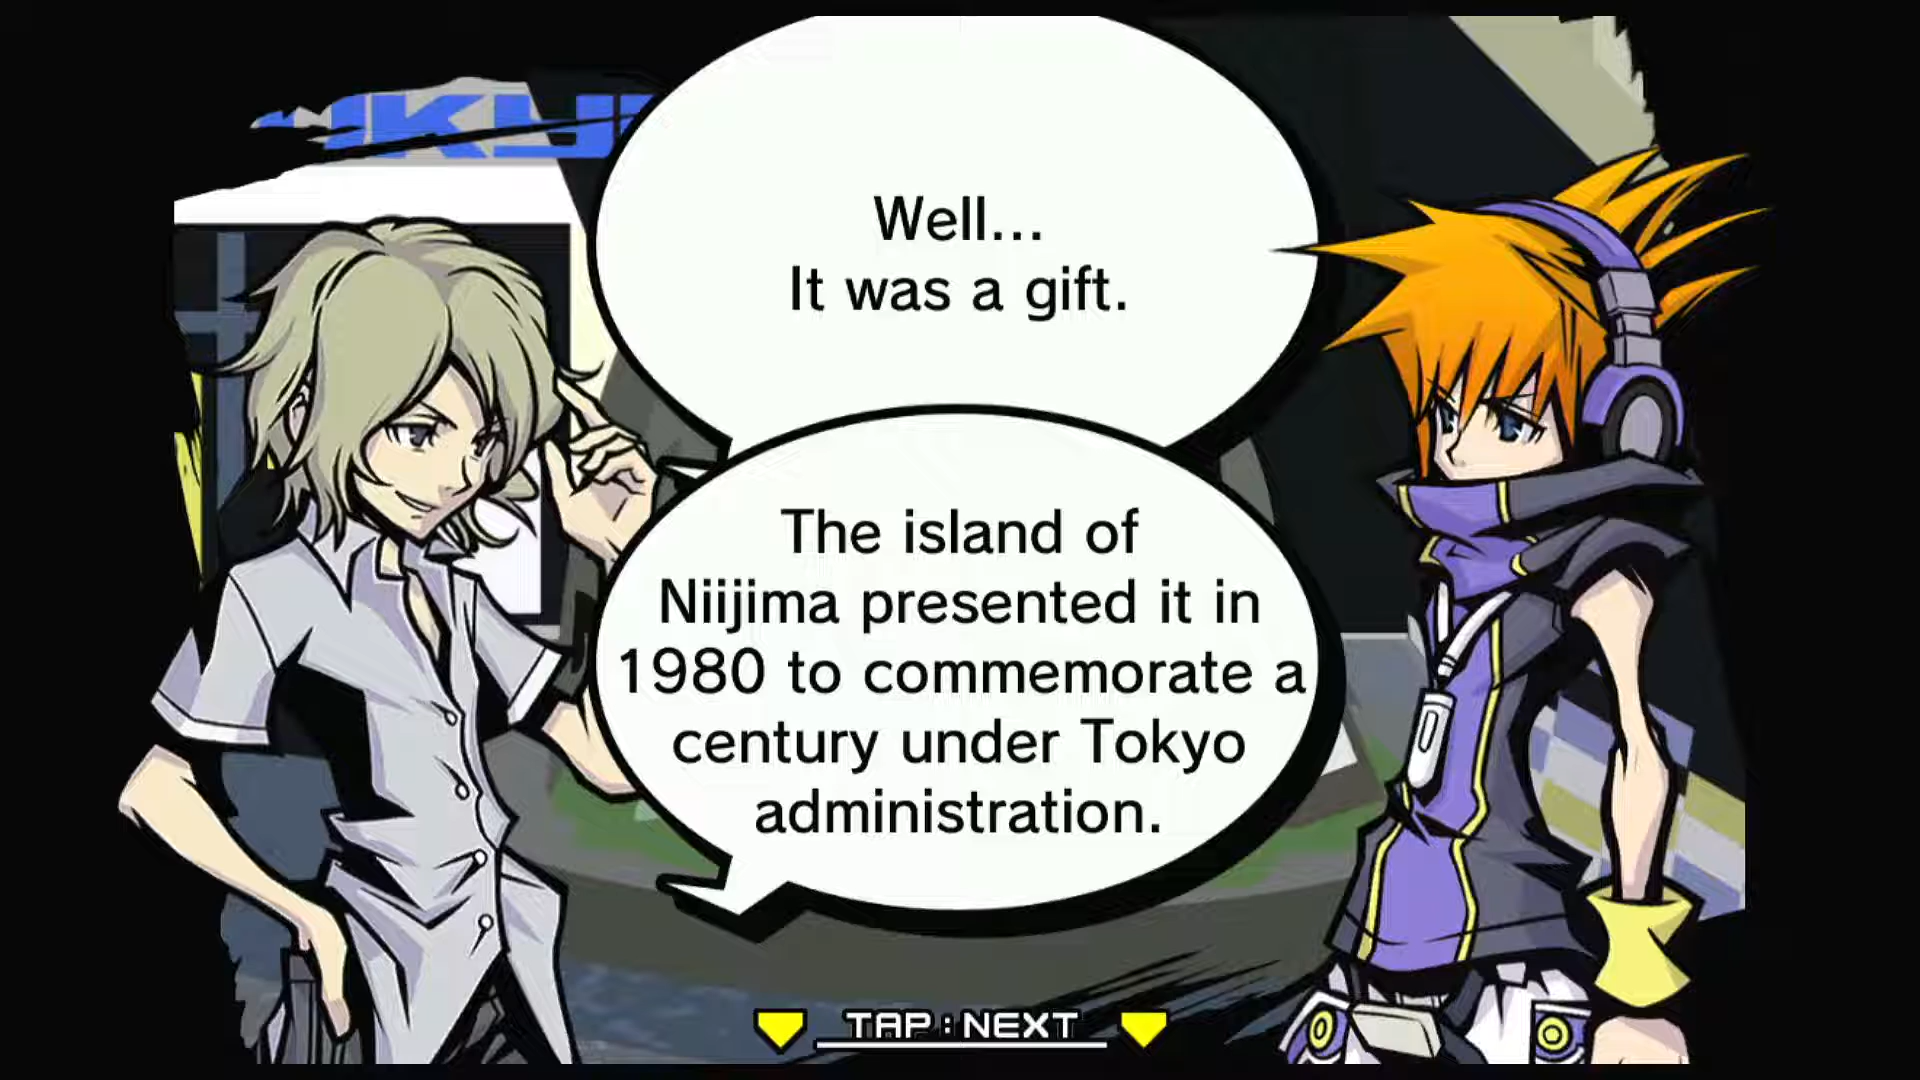 Well...
It was a gift.
The island of
Niijima presented it in
1980 to commemorate a
century under Tokyo
administration.
TAP : NEXT